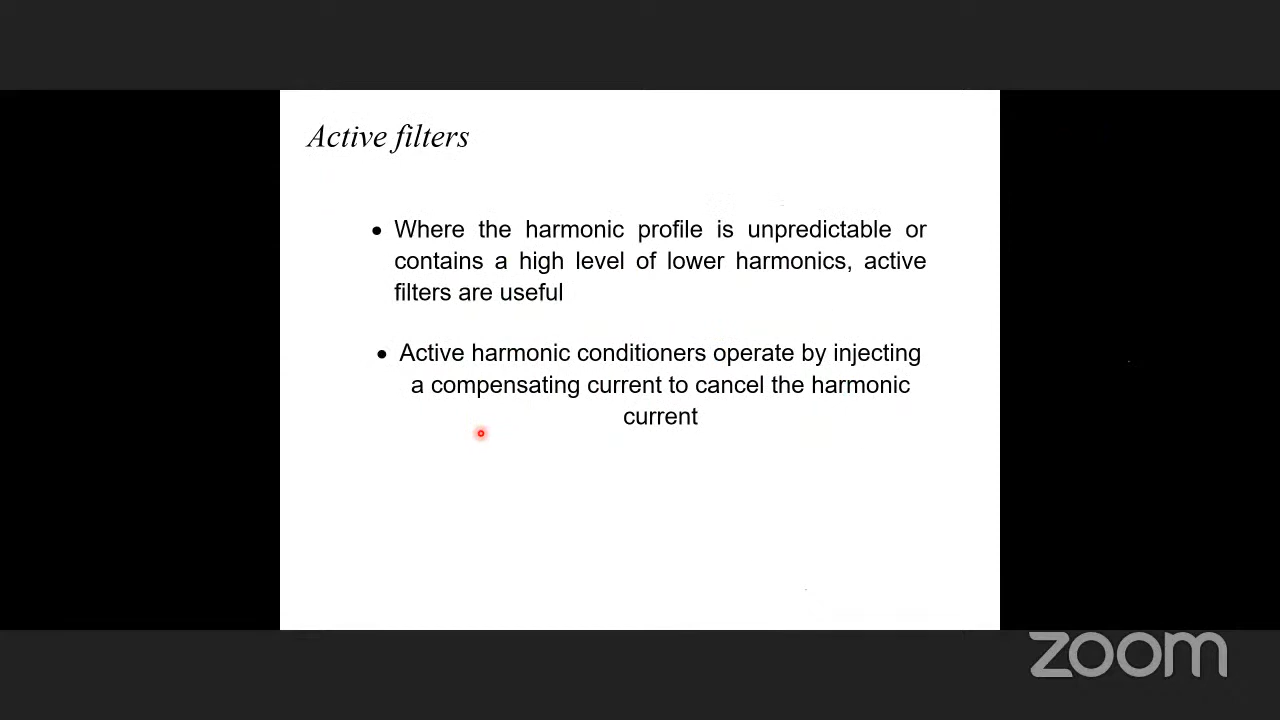 Active filters
• Where the harmonic profile is unpredictable or
contains a high level of lower harmonics, active
filters are useful
• Active harmonic conditioners operate by injecting
a compensating current to cancel the harmonic
current
zoom